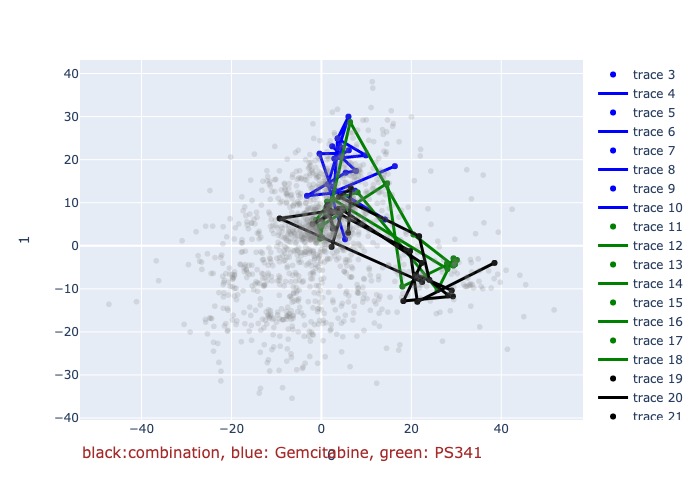 40
30
20
10
0
−10
−20
−30
−40
1
−40
−20
0
20
40
0
black:combination, blue: Gemcitabine, green: PS341
trace 3
trace 4
trace 5
trace 6
trace 7
trace 8
trace 9
trace 10
trace 11
trace 12
trace 13
trace 14
trace 15
trace 16
trace 17
trace 18
trace 19
trace 20
trace 21